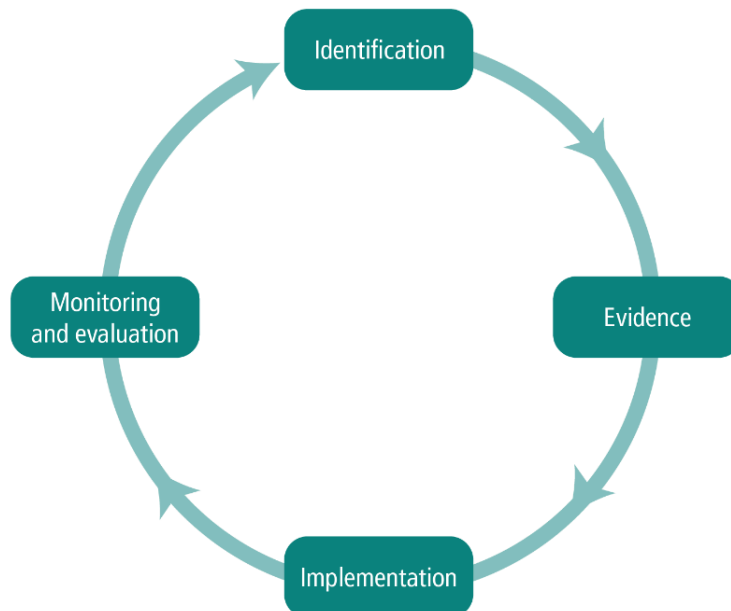 Identification
Evidence
Implementation
Monitoring
and evaluation